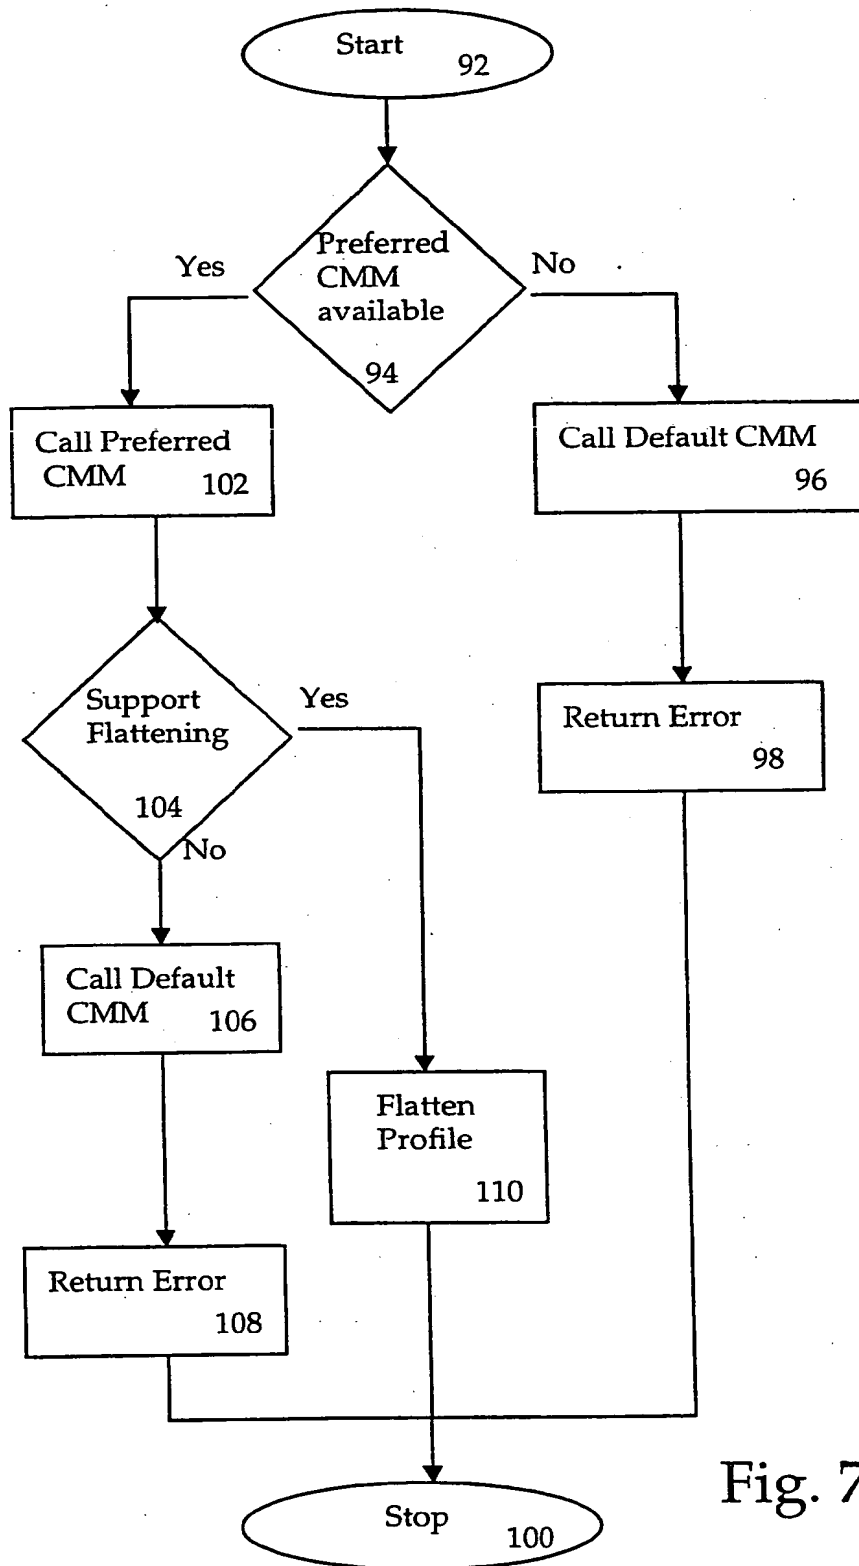 Start
92
Preferred
CMM
available
94
Yes
No
Call Preferred
CMM
102
Call Default CMM
96
Support
Flattening
104
Yes
No
Return Error
98
Call Default
CMM
106
Flatten
Profile
110
Return Error
108
Stop
100
Fig. 7